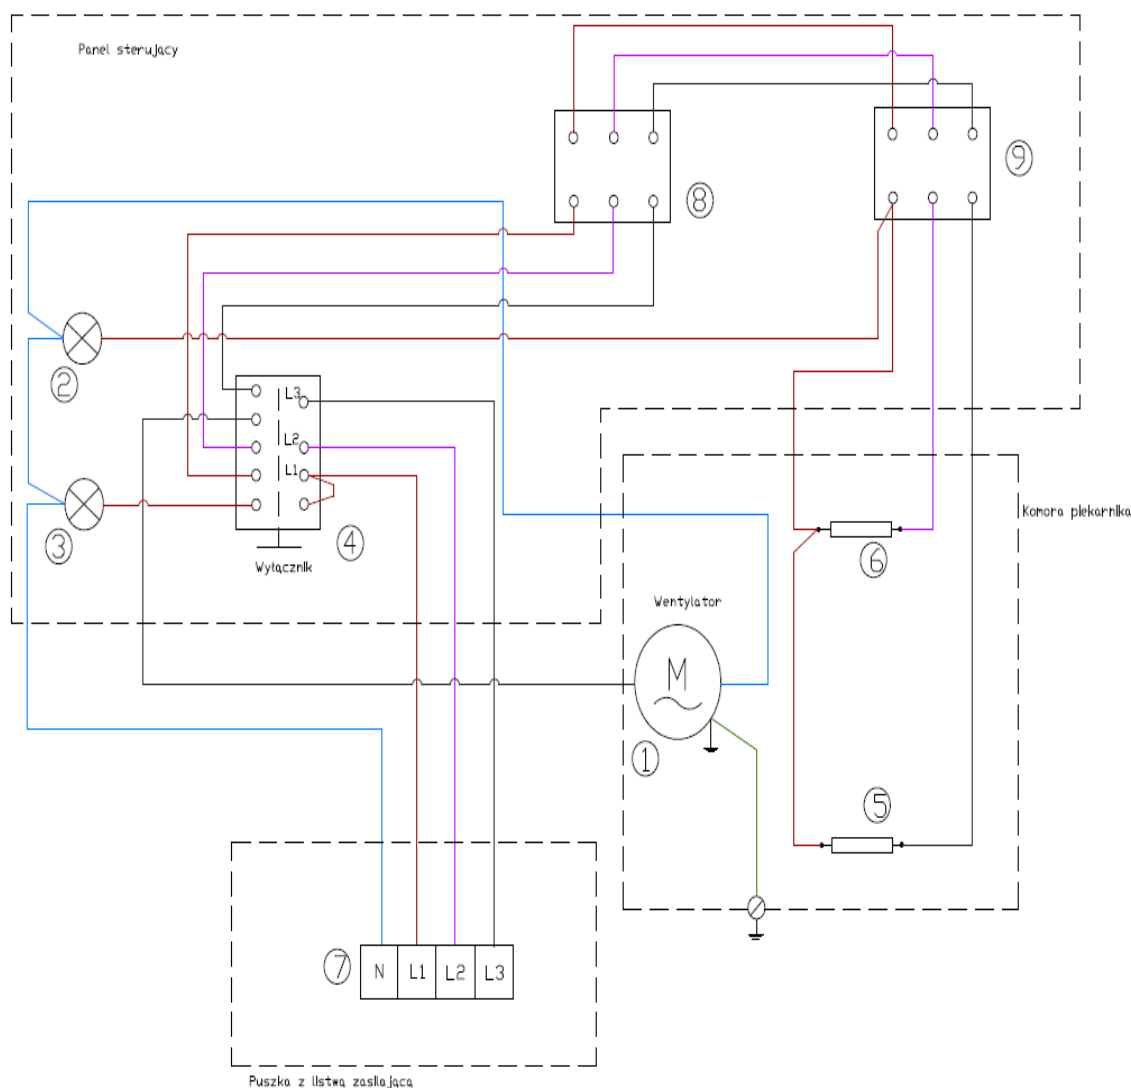 Panel sterujący
9
8
2
L3
L2
L1
3
4
Wyłącznik
Komora piekarnika
6
Wentylator
M
1
5
7
N
L1
L2
L3
Puszka z listwą zasilającą